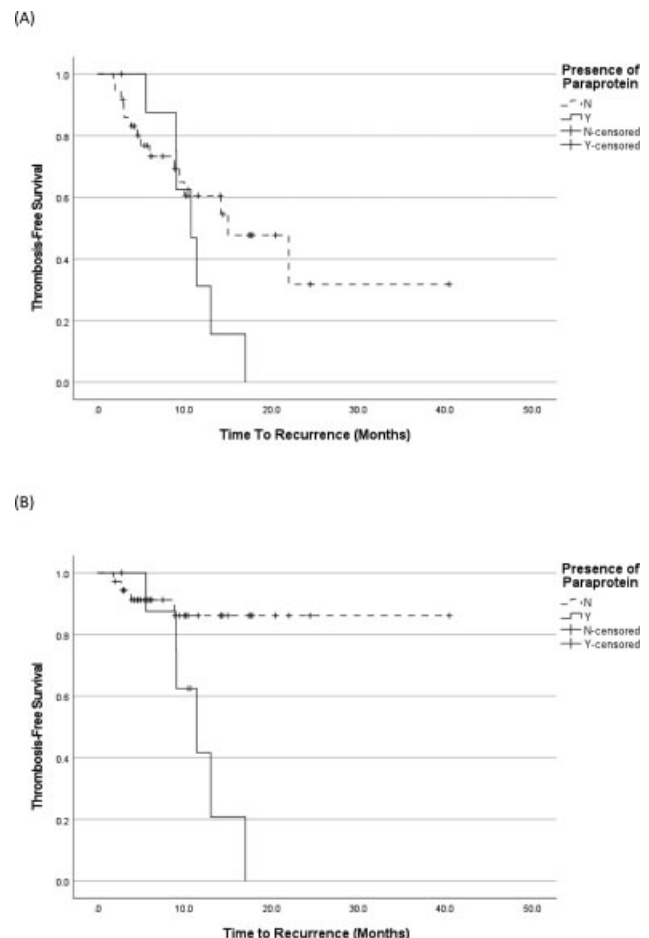 (A)
Presence of
Paraprotein
N
Y
N-censored
Y-censored
Thrombosis-Free Survival
1.0
0.8
0.6
0.4
0.2
0.0
.0 10.0 20.0 30.0 40.0 50.0
Time To Recurrence (Months)
(B)
Presence of
Paraprotein
N
Y
N-censored
Y-censored
Thrombosis-Free Survival
1.0
0.8
0.6
0.4
0.2
0.0
.0 10.0 20.0 30.0 40.0 50.0
Time to Recurrence (Months)